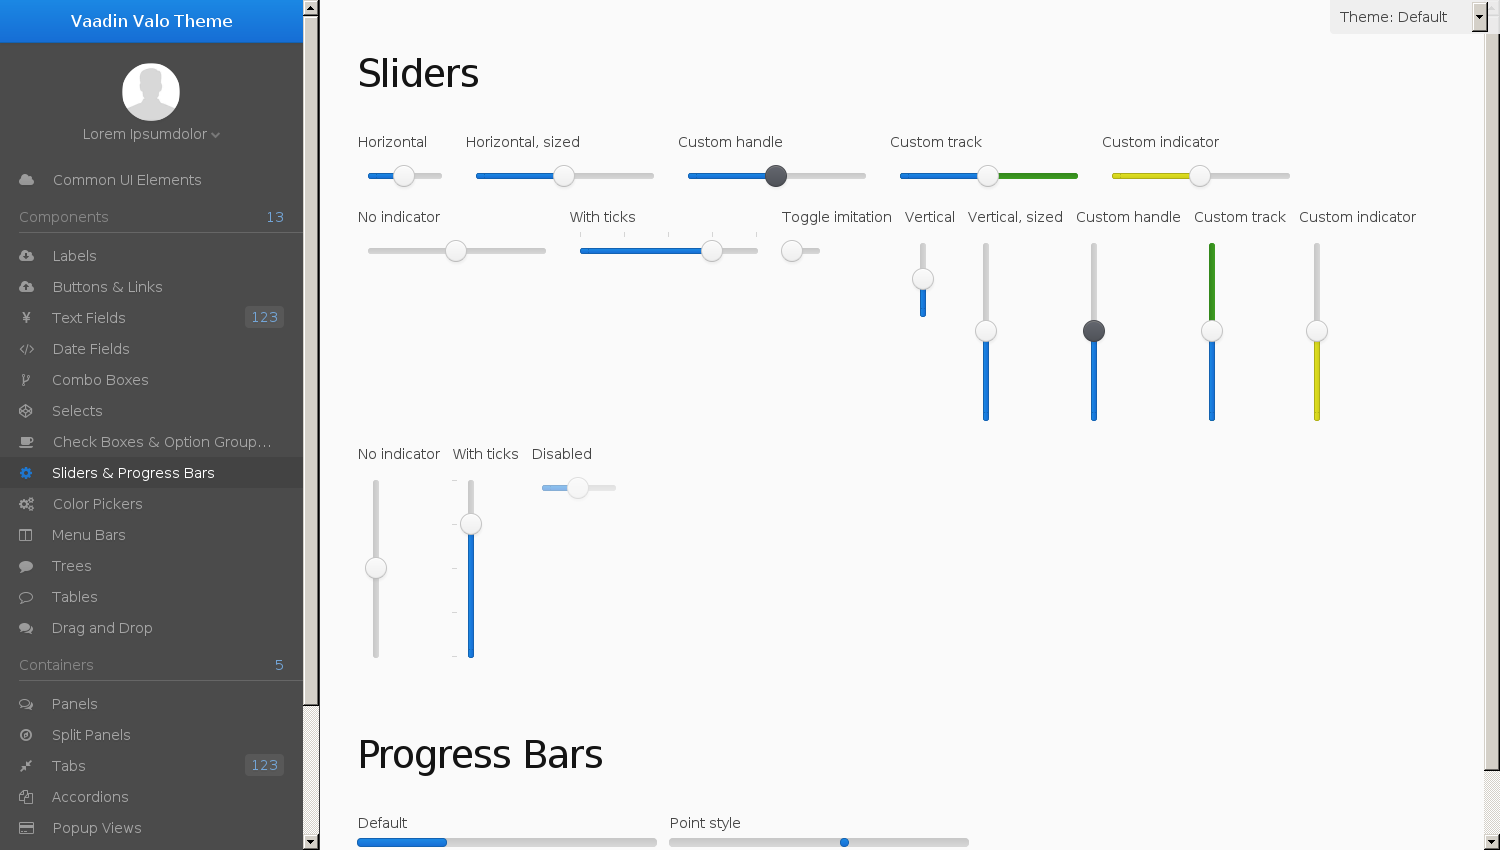 Vaadin Valo Theme
Lorem Ipsumdolor
Common UI Elements
Components 13
Labels
Buttons & Links
Text Fields 123
Date Fields
Combo Boxes
Selects
Check Boxes & Option Group…
Sliders & Progress Bars
Color Pickers
Menu Bars
Trees
Tables
Drag and Drop
Containers 5
Panels
Split Panels
Tabs 123
Accordions
Popup Views
Theme: Default
Sliders
Horizontal Horizontal, sized Custom handle Custom track Custom indicator
No indicator With ticks Toggle imitation Vertical Vertical, sized Custom handle Custom track Custom indicator
No indicator With ticks Disabled
Progress Bars
Default Point style